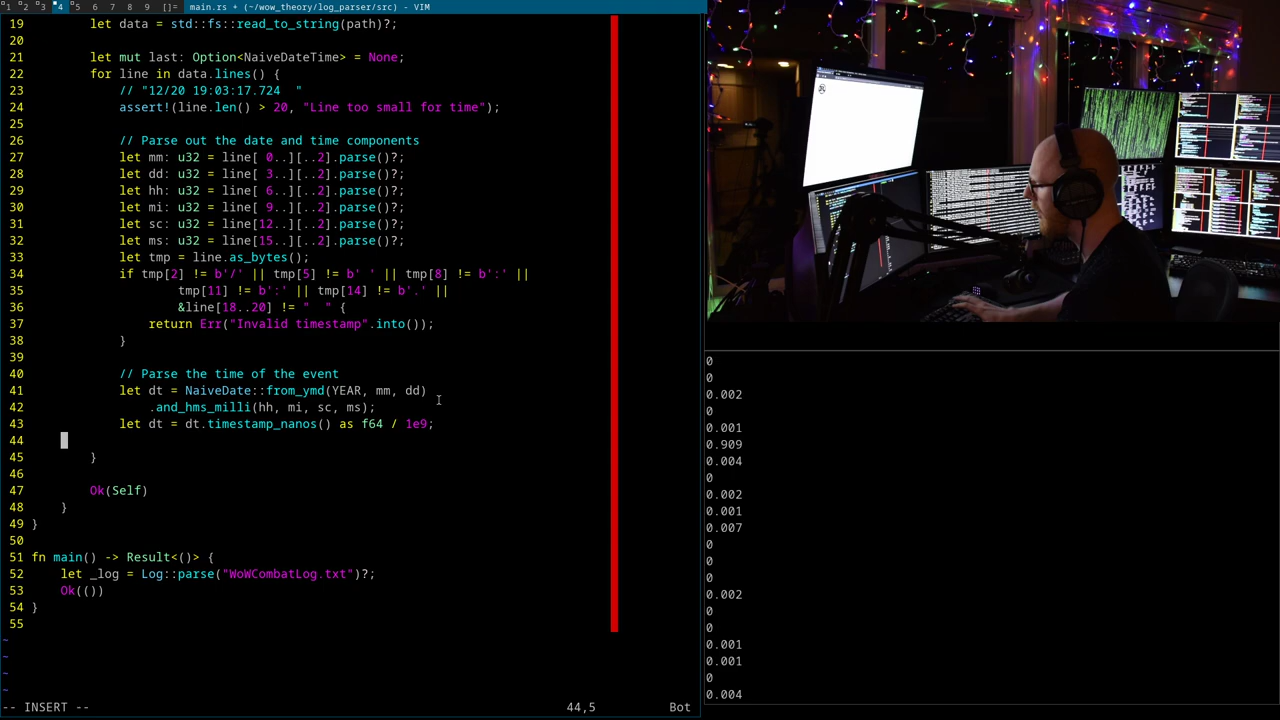 1 2 3 4 5 6 7 8 9 []= main.rs + (~/wow_theory/log_parser/src) - VIM
19         let data = std::fs::read_to_string(path)?;
20
21         let mut last: Option<NaiveDateTime> = None;
22         for line in data.lines() {
23             // "12/20 19:03:17.724  "
24             assert!(line.len() > 20, "Line too small for time");
25
26             // Parse out the date and time components
27             let mm: u32 = line[ 0..][..2].parse()?;
28             let dd: u32 = line[ 3..][..2].parse()?;
29             let hh: u32 = line[ 6..][..2].parse()?;
30             let mi: u32 = line[ 9..][..2].parse()?;
31             let sc: u32 = line[12..][..2].parse()?;
32             let ms: u32 = line[15..][..2].parse()?;
33             let tmp = line.as_bytes();
34             if tmp[2] != b'/' || tmp[5] != b' ' || tmp[8] != b':' ||
35                     tmp[11] != b':' || tmp[14] != b'.' ||
36                     &line[18..20] != "  " {
37                 return Err("Invalid timestamp".into());
38             }
39
40             // Parse the time of the event
41             let dt = NaiveDate::from_ymd(YEAR, mm, dd)
42                 .and_hms_milli(hh, mi, sc, ms);
43             let dt = dt.timestamp_nanos() as f64 / 1e9;
44
45         }
46
47         Ok(Self)
48     }
49 }
50
51 fn main() -> Result<()> {
52     let _log = Log::parse("WoWCombatLog.txt")?;
53     Ok(())
54 }
55
~
~
~
~
-- INSERT -- 44,5 Bot
0
0
0.002
0
0.001
0.909
0.004
0
0.002
0.001
0.007
0
0
0
0.002
0
0
0.001
0.001
0
0.004